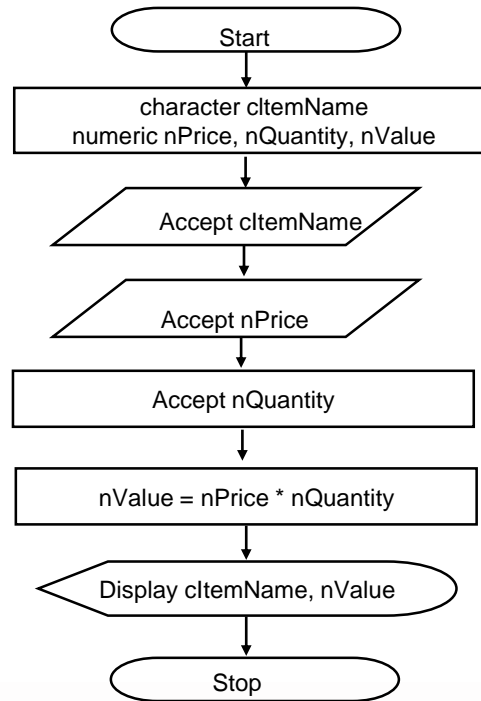 Start
character cItemName
numeric nPrice, nQuantity, nValue
Accept cItemName
Accept nPrice
Accept nQuantity
nValue = nPrice * nQuantity
Display cItemName, nValue
Stop